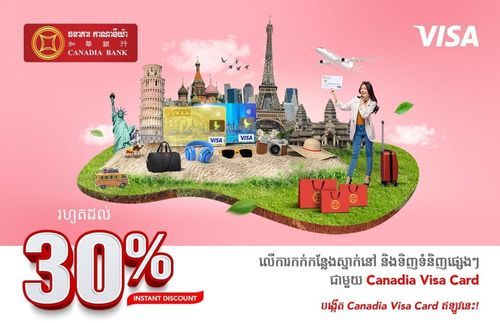 ធនាគារ កាណាឌីយ៉ា
加華銀行
CANADIA BANK
VISA
VISA
VISA
រហូតដល់
30%
INSTANT DISCOUNT
លើការកក់កន្លែងស្នាក់នៅ និងទិញទំនិញផ្សេងៗ
ជាមួយ Canadia Visa Card
បង្កើត Canadia Visa Card ឥឡូវនេះ!